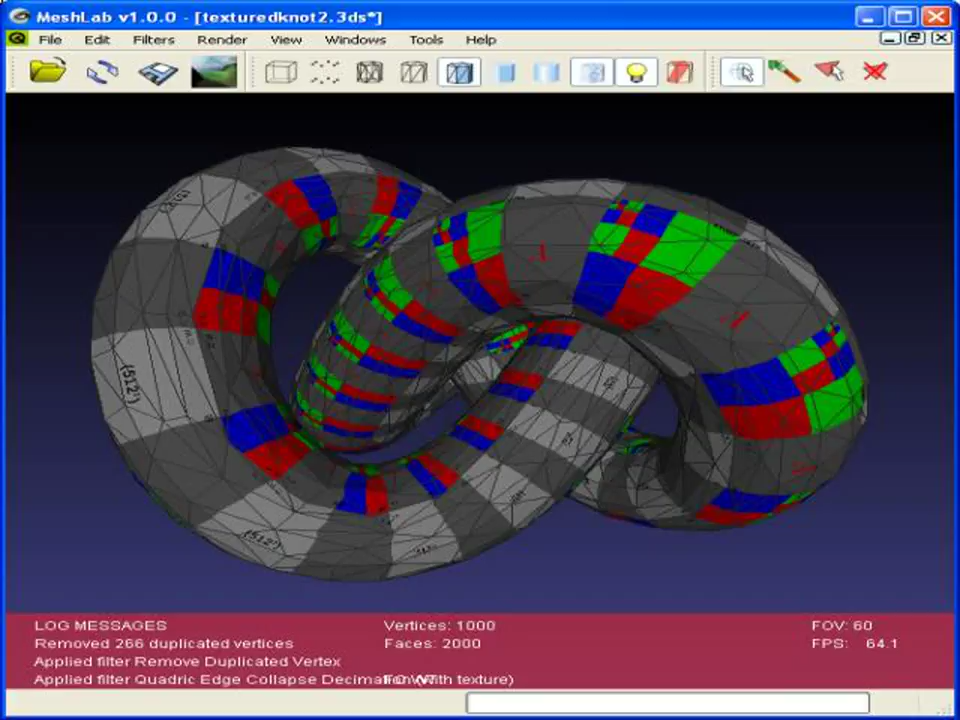 MeshLab v1.0.0 - [texturedknot2.3ds*]
File Edit Filters Render View Windows Tools Help
(512')
(512')
LOG MESSAGES Vertices: 1000 FOV: 60
Removed 266 duplicated vertices Faces: 2000 FPS: 64.1
Applied filter Remove Duplicated Vertex
Applied filter Quadric Edge Collapse Decimation (With texture)